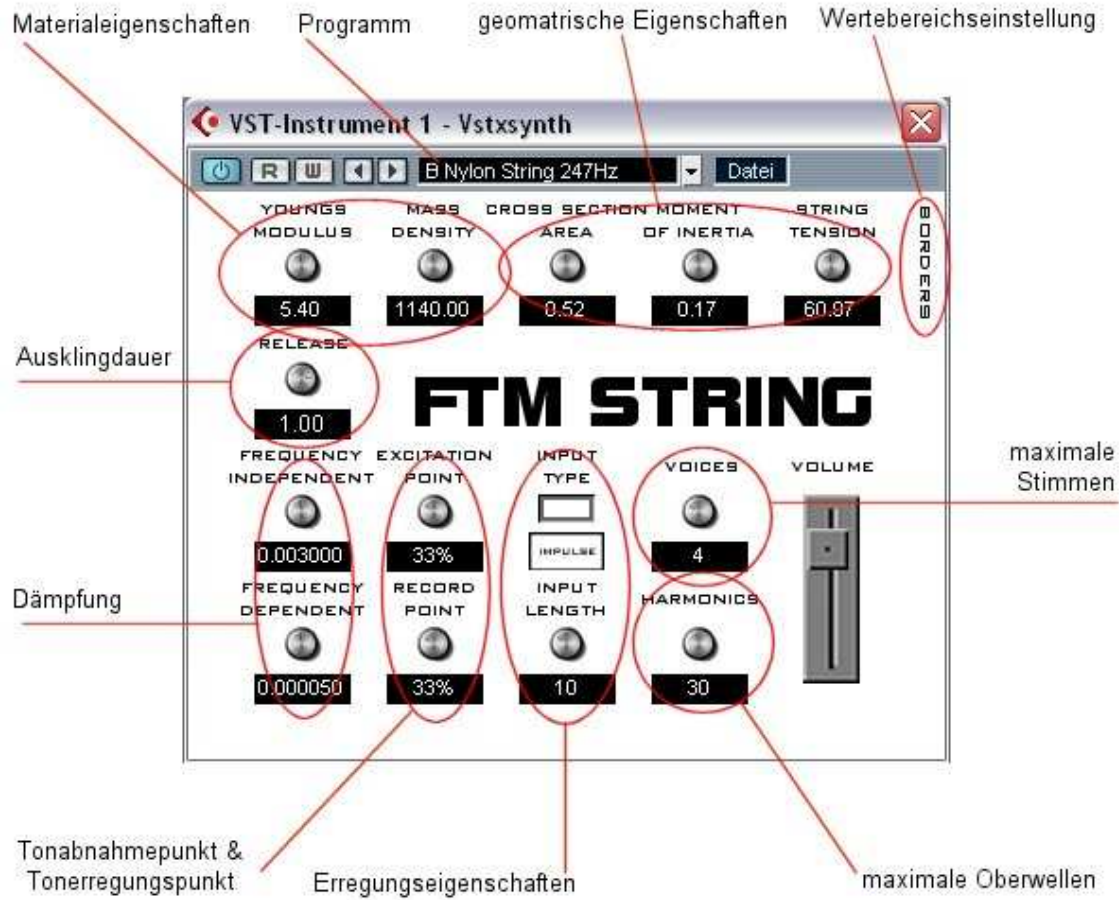 Materialeigenschaften
Programm
geomatrische Eigenschaften
Wertebereichseinstellung
VST-Instrument 1 - Vstxsynth
R W B Nylon String 247Hz Datei
YOUNGS MASS CROSS SECTION MOMENT STRING
MODULUS DENSITY AREA OF INERTIA TENSION
BORDERS
5.40 1140.00 0.52 0.17 60.97
RELEASE
Ausklingdauer
1.00
FTM STRING
FREQUENCY EXCITATION INPUT
INDEPENDENT POINT TYPE
VOICES VOLUME
maximale
Stimmen
0.003000 33% IMPULSE 4
FREQUENCY RECORD INPUT
DEPENDENT POINT LENGTH
HARMONICS
Dämpfung
0.000050 33% 10 30
Tonabnahmepunkt &
Tonerregungspunkt
Erregungseigenschaften
maximale Oberwellen